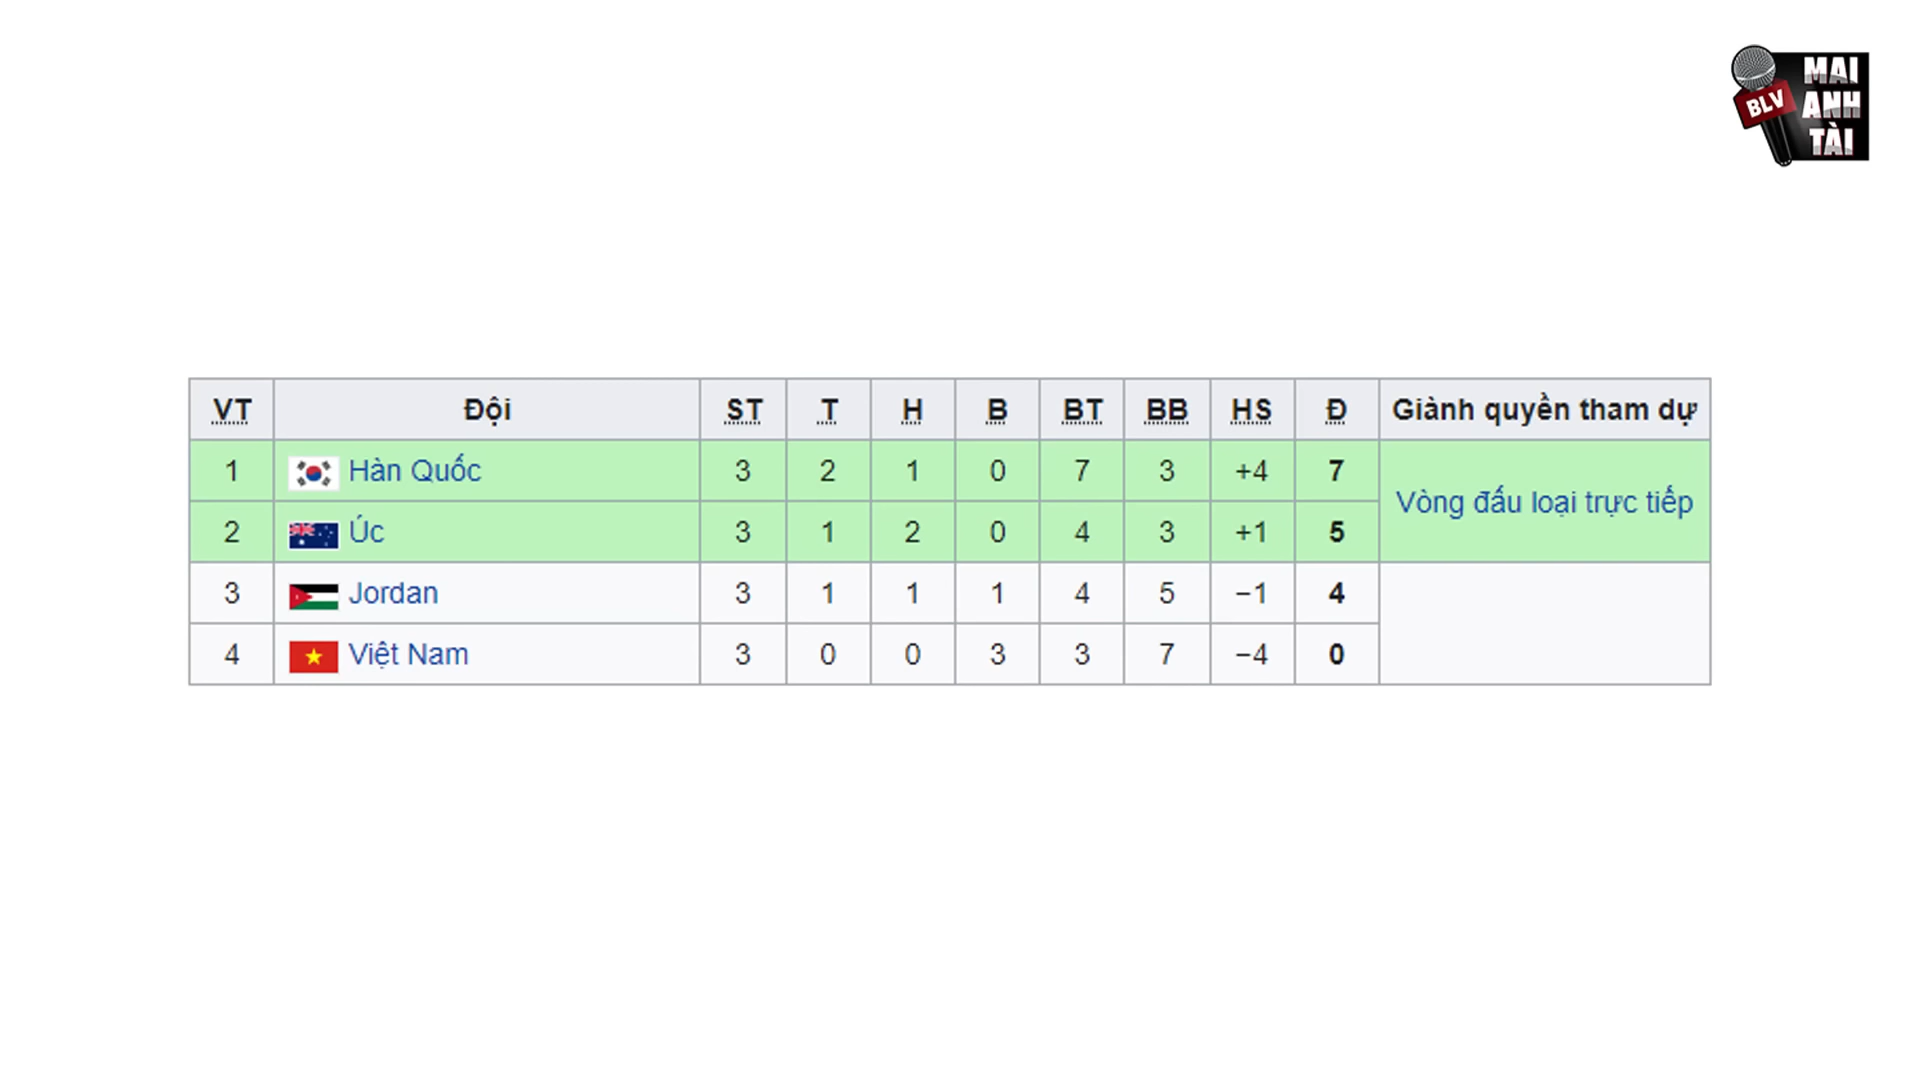 BLV MAI ANH TÀI
VT Đội ST T H B BT BB HS Đ Giành quyền tham dự
1 Hàn Quốc 3 2 1 0 7 3 +4 7 Vòng đấu loại trực tiếp
2 Úc 3 1 2 0 4 3 +1 5
3 Jordan 3 1 1 1 4 5 −1 4
4 Việt Nam 3 0 0 3 3 7 −4 0